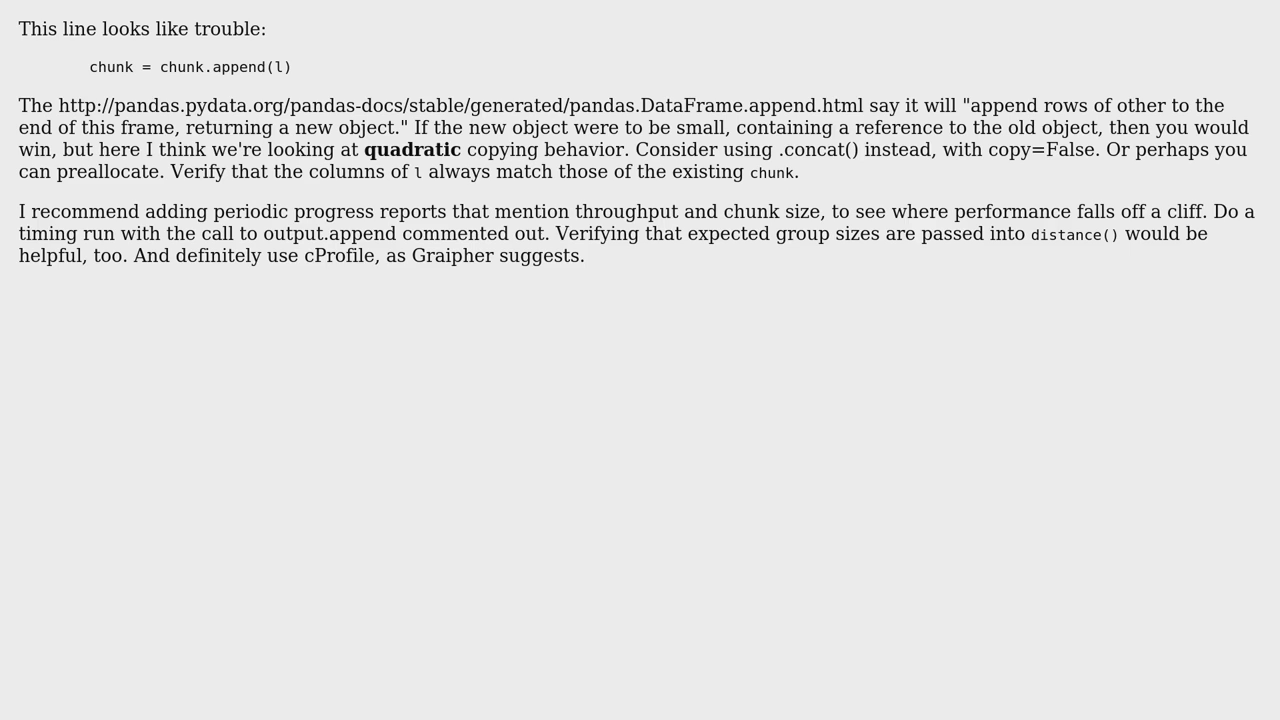 This line looks like trouble:
chunk = chunk.append(l)
The http://pandas.pydata.org/pandas-docs/stable/generated/pandas.DataFrame.append.html say it will "append rows of other to the
end of this frame, returning a new object." If the new object were to be small, containing a reference to the old object, then you would
win, but here I think we're looking at quadratic copying behavior. Consider using .concat() instead, with copy=False. Or perhaps you
can preallocate. Verify that the columns of l always match those of the existing chunk.
I recommend adding periodic progress reports that mention throughput and chunk size, to see where performance falls off a cliff. Do a
timing run with the call to output.append commented out. Verifying that expected group sizes are passed into distance() would be
helpful, too. And definitely use cProfile, as Graipher suggests.